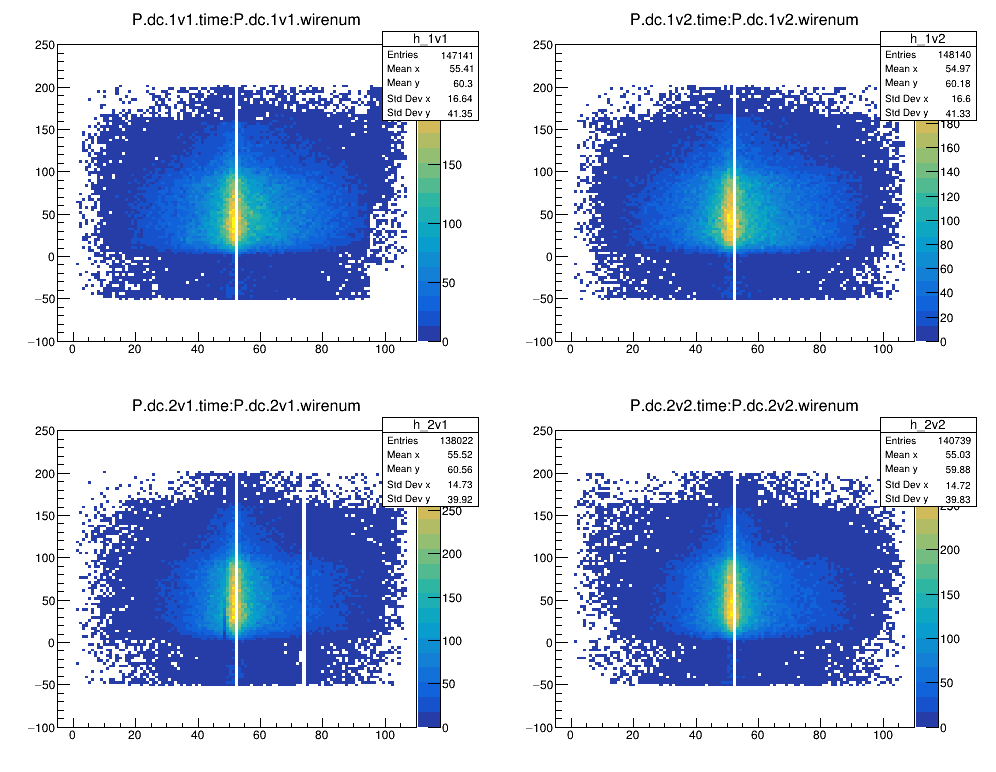 P.dc.1v1.time:P.dc.1v1.wirenum
h_1v1
Entries 147141
Mean x 55.41
Mean y 60.3
Std Dev x 16.64
Std Dev y 41.35
250
200
150
100
50
0
−50
−100
0 20 40 60 80 100
150
100
50
0
P.dc.1v2.time:P.dc.1v2.wirenum
h_1v2
Entries 148140
Mean x 54.97
Mean y 60.18
Std Dev x 16.6
Std Dev y 41.33
250
200
150
100
50
0
−50
−100
0 20 40 60 80 100
180
160
140
120
100
80
60
40
20
0
P.dc.2v1.time:P.dc.2v1.wirenum
h_2v1
Entries 138022
Mean x 55.52
Mean y 60.56
Std Dev x 14.73
Std Dev y 39.92
250
200
150
100
50
0
−50
−100
0 20 40 60 80 100
250
200
150
100
50
0
P.dc.2v2.time:P.dc.2v2.wirenum
h_2v2
Entries 140739
Mean x 55.03
Mean y 59.88
Std Dev x 14.72
Std Dev y 39.83
250
200
150
100
50
0
−50
−100
0 20 40 60 80 100
250
200
150
100
50
0